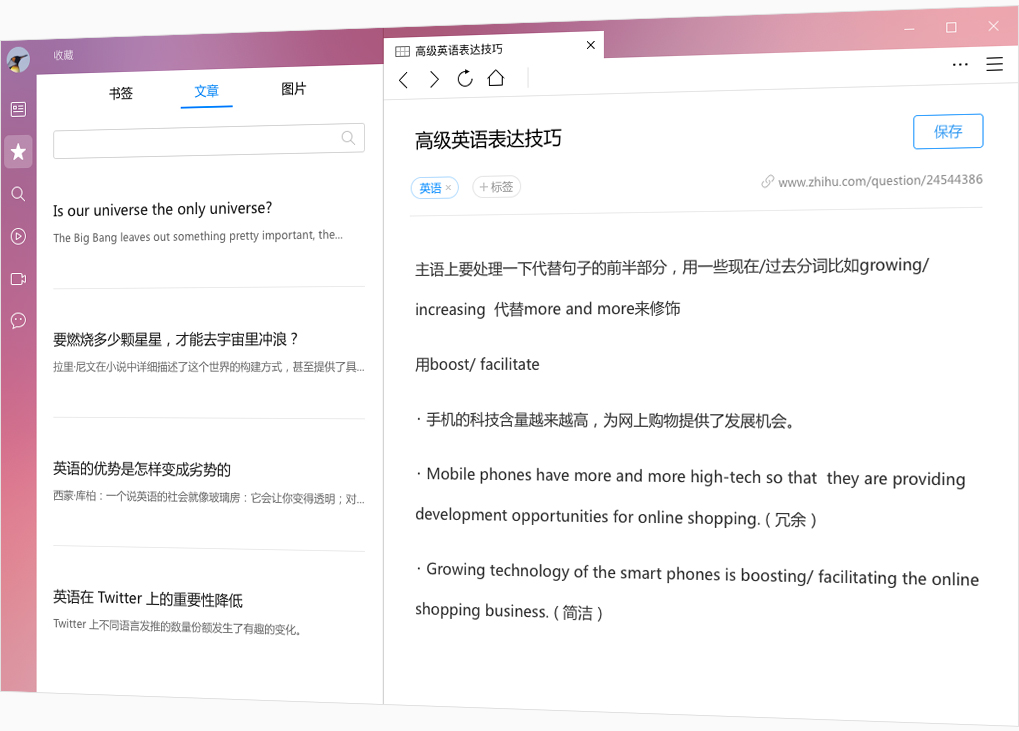 收藏
书签
文章
图片
Is our universe the only universe?
The Big Bang leaves out something pretty important, the...
要燃烧多少颗星星，才能去宇宙里冲浪？
拉里·尼文在小说中详细描述了这个世界的构建方式，甚至提供了具...
英语的优势是怎样变成劣势的
西蒙·库柏：一个说英语的社会就像玻璃房：它会让你变得透明；对...
英语在 Twitter 上的重要性降低
Twitter 上不同语言发推的数量份额发生了有趣的变化。
高级英语表达技巧
高级英语表达技巧
保存
英语 ×
+ 标签
www.zhihu.com/question/24544386
主语上要处理一下代替句子的前半部分，用一些现在/过去分词比如growing/
increasing 代替more and more来修饰
用boost/ facilitate
· 手机的科技含量越来越高，为网上购物提供了发展机会。
· Mobile phones have more and more high-tech so that they are providing
development opportunities for online shopping. ( 冗余 )
· Growing technology of the smart phones is boosting/ facilitating the online
shopping business. ( 简洁 )